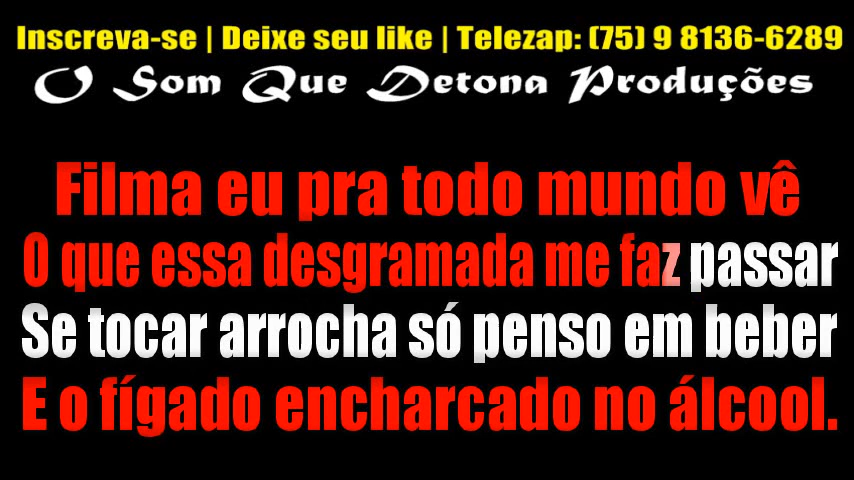 Inscreva-se | Deixe seu like | Telezap: (75) 9 8136-6289
O Som Que Detona Produções
Filma eu pra todo mundo vê
O que essa desgramada me faz passar
Se tocar arrocha só penso em beber
E o fígado encharcado no álcool.